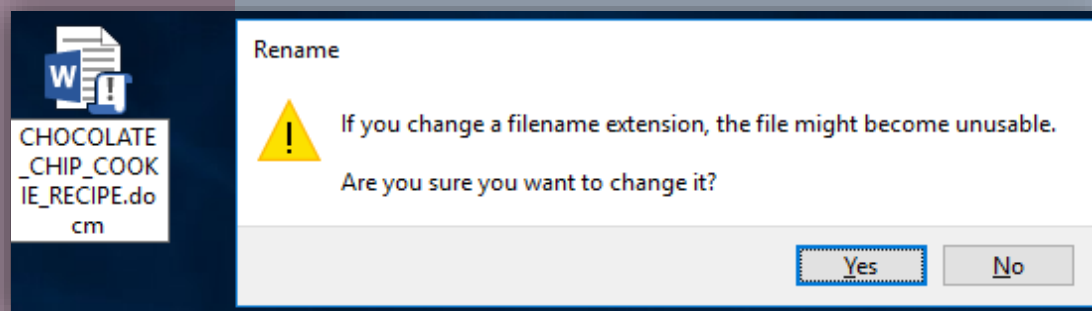 W
!
CHOCOLATE
_CHIP_COOK
IE_RECIPE.do
cm
Rename
!
If you change a filename extension, the file might become unusable.
Are you sure you want to change it?
Yes
No